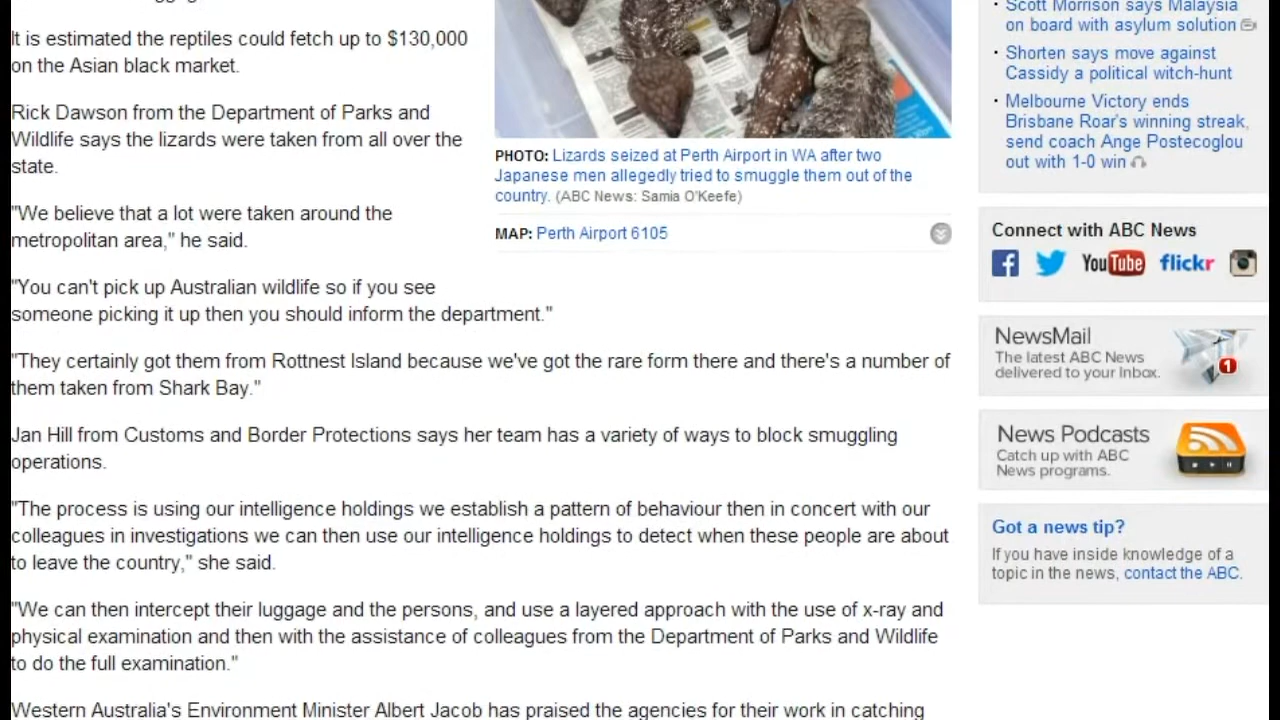 It is estimated the reptiles could fetch up to $130,000
on the Asian black market.
Rick Dawson from the Department of Parks and
Wildlife says the lizards were taken from all over the
state.
"We believe that a lot were taken around the
metropolitan area," he said.
"You can't pick up Australian wildlife so if you see
someone picking it up then you should inform the department."
"They certainly got them from Rottnest Island because we've got the rare form there and there's a number of
them taken from Shark Bay."
Jan Hill from Customs and Border Protections says her team has a variety of ways to block smuggling
operations.
"The process is using our intelligence holdings we establish a pattern of behaviour then in concert with our
colleagues in investigations we can then use our intelligence holdings to detect when these people are about
to leave the country," she said.
"We can then intercept their luggage and the persons, and use a layered approach with the use of x-ray and
physical examination and then with the assistance of colleagues from the Department of Parks and Wildlife
to do the full examination."
Western Australia's Environment Minister Albert Jacob has praised the agencies for their work in catching
PHOTO: Lizards seized at Perth Airport in WA after two
Japanese men allegedly tried to smuggle them out of the
country. (ABC News: Samia O'Keefe)
MAP: Perth Airport 6105
Scott Morrison says Malaysia
on board with asylum solution
· Shorten says move against
Cassidy a political witch-hunt
· Melbourne Victory ends
Brisbane Roar's winning streak,
send coach Ange Postecoglou
out with 1-0 win
Connect with ABC News
YouTube flickr
NewsMail
The latest ABC News
delivered to your Inbox.
1
News Podcasts
Catch up with ABC
News programs.
Got a news tip?
If you have inside knowledge of a
topic in the news, contact the ABC.